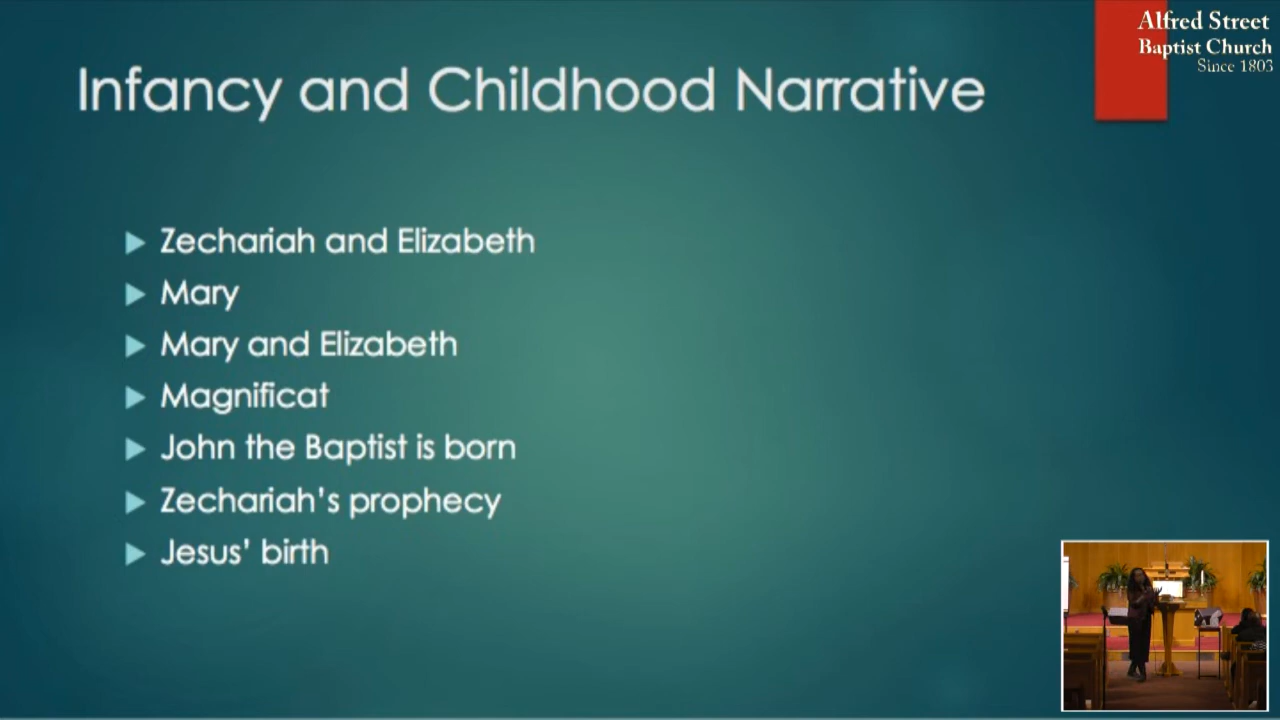 Alfred Street
Baptist Church
Since 1803
Infancy and Childhood Narrative
Zechariah and Elizabeth
Mary
Mary and Elizabeth
Magnificat
John the Baptist is born
Zechariah's prophecy
Jesus' birth